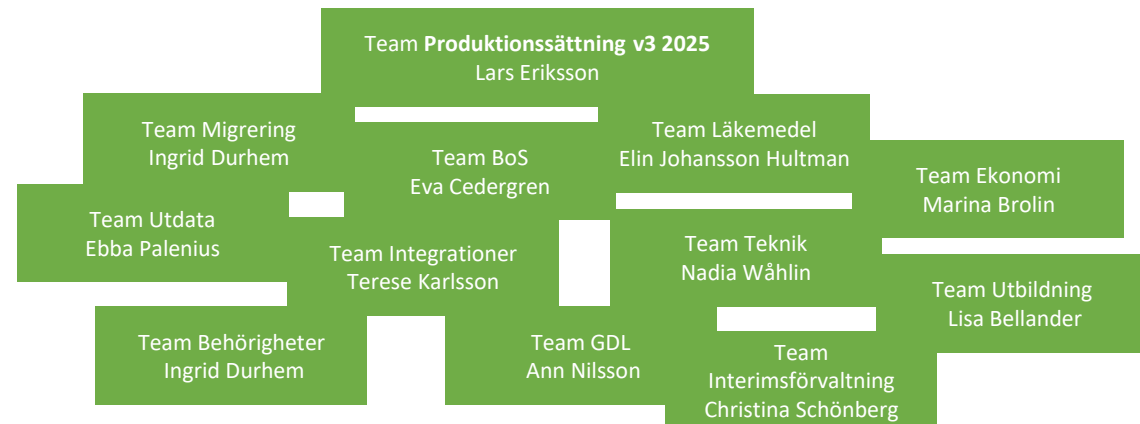 Team Produktionssättning v3 2025
Lars Eriksson
Team Migrering
Ingrid Durhem
Team BoS
Eva Cedergren
Team Läkemedel
Elin Johansson Hultman
Team Ekonomi
Marina Brolin
Team Utdata
Ebba Palenius
Team Integrationer
Terese Karlsson
Team Teknik
Nadia Wåhlin
Team Utbildning
Lisa Bellander
Team Behörigheter
Ingrid Durhem
Team GDL
Ann Nilsson
Team
Interimsförvaltning
Christina Schönberg